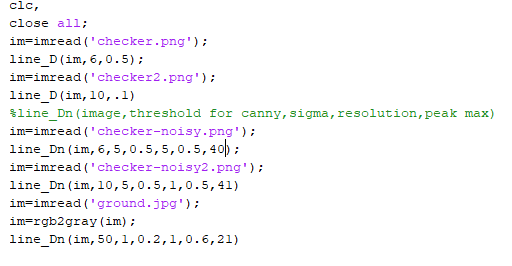 clc,
close all;
im=imread('checker.png');
line_D(im,6,0.5);
im=imread('checker2.png');
line_D(im,10,.1)
%line_Dn(image,threshold for canny,sigma,resolution,peak max)
im=imread('checker-noisy.png');
line_Dn(im,6,5,0.5,5,0.5,40);
im=imread('checker-noisy2.png');
line_Dn(im,10,5,0.5,1,0.5,41)
im=imread('ground.jpg');
im=rgb2gray(im);
line_Dn(im,50,1,0.2,1,0.6,21)